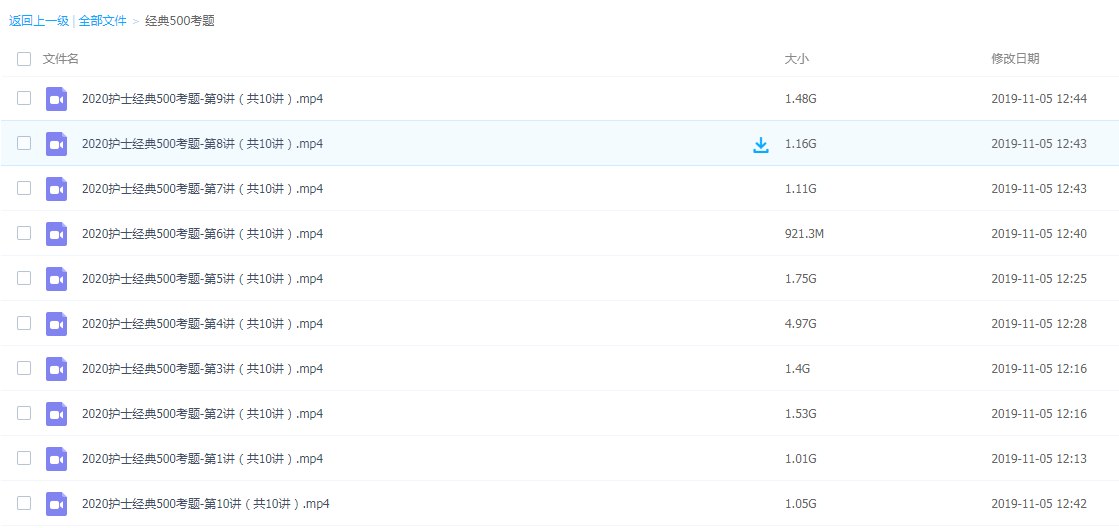 返回上一级 | 全部文件 > 经典500考题
文件名 大小 修改日期
2020护士经典500考题-第9讲（共10讲）.mp4 1.48G 2019-11-05 12:44
2020护士经典500考题-第8讲（共10讲）.mp4 1.16G 2019-11-05 12:43
2020护士经典500考题-第7讲（共10讲）.mp4 1.11G 2019-11-05 12:43
2020护士经典500考题-第6讲（共10讲）.mp4 921.3M 2019-11-05 12:40
2020护士经典500考题-第5讲（共10讲）.mp4 1.75G 2019-11-05 12:25
2020护士经典500考题-第4讲（共10讲）.mp4 4.97G 2019-11-05 12:28
2020护士经典500考题-第3讲（共10讲）.mp4 1.4G 2019-11-05 12:16
2020护士经典500考题-第2讲（共10讲）.mp4 1.53G 2019-11-05 12:16
2020护士经典500考题-第1讲（共10讲）.mp4 1.01G 2019-11-05 12:13
2020护士经典500考题-第10讲（共10讲）.mp4 1.05G 2019-11-05 12:42